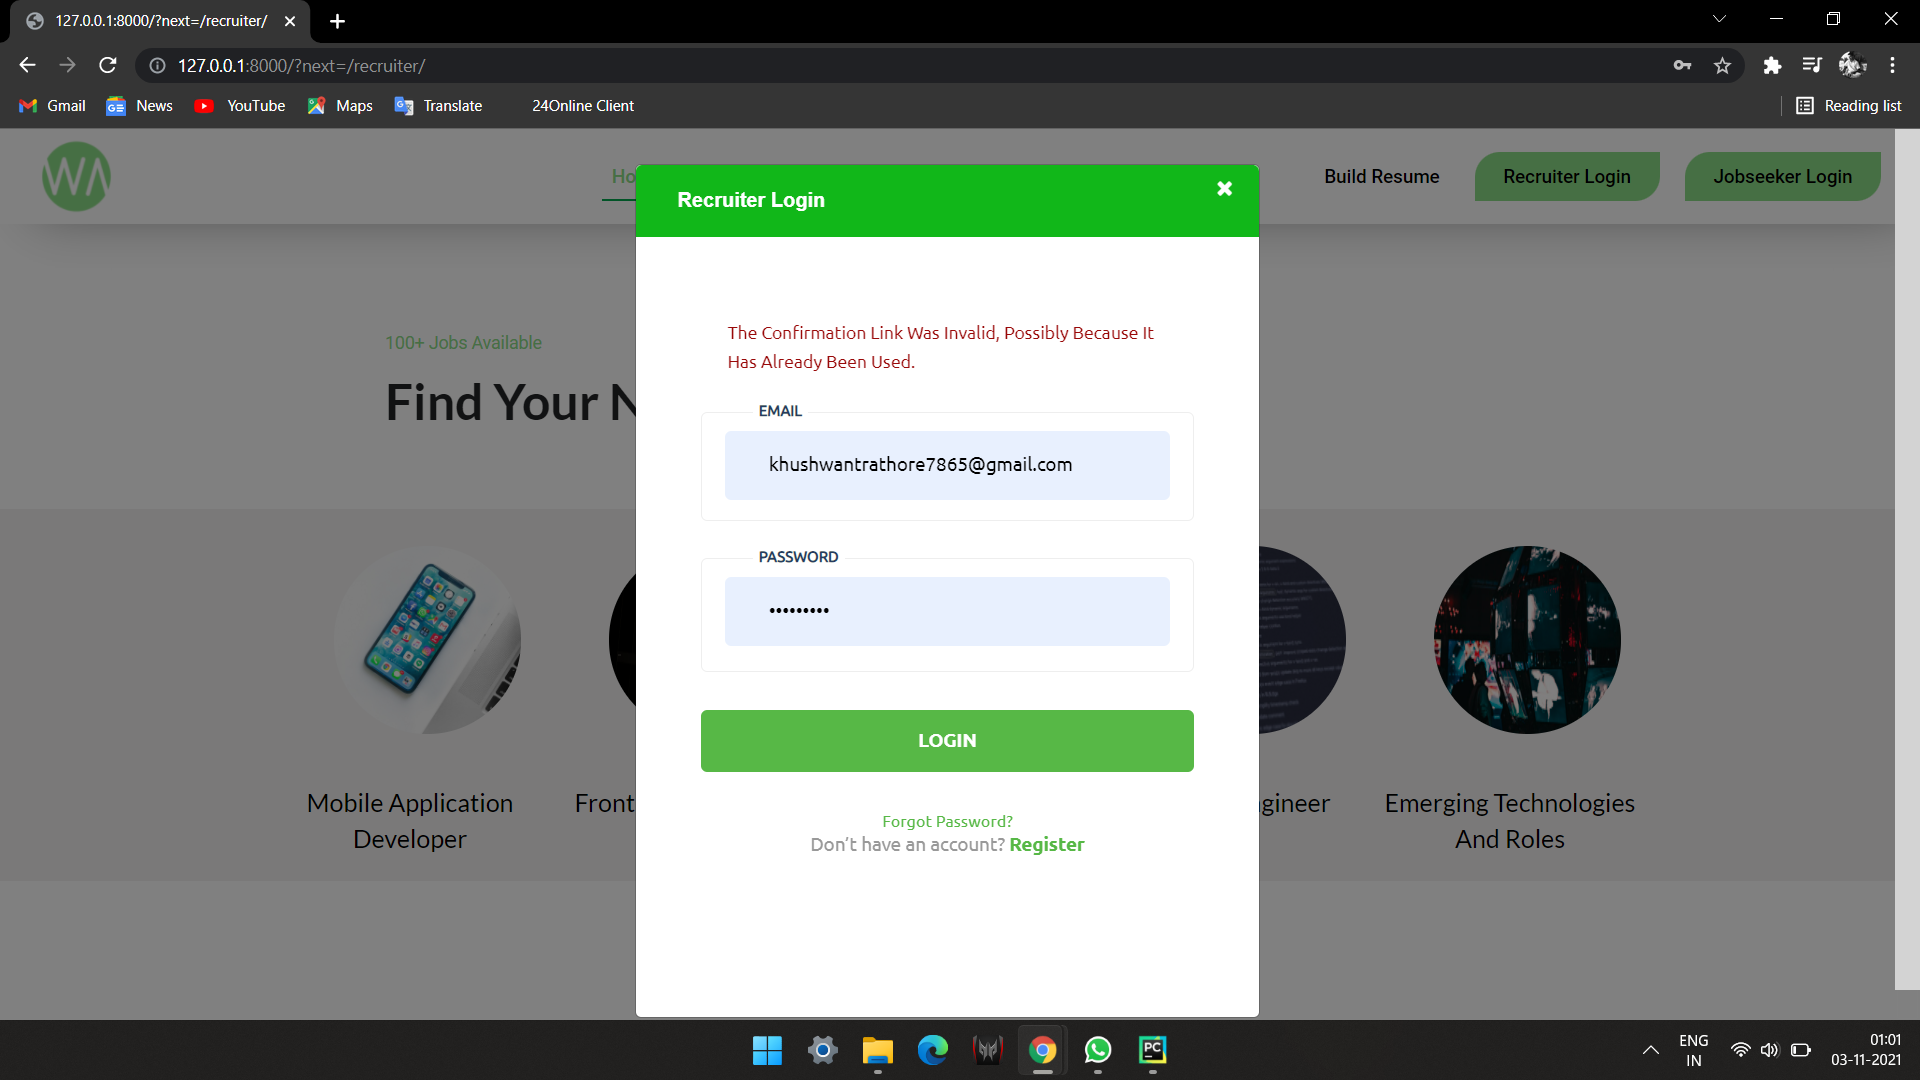 127.0.0.1:8000/?next=/recruiter/
127.0.0.1:8000/?next=/recruiter/
Gmail News YouTube Maps Translate 24Online Client Reading list
WA Ho Build Resume Recruiter Login Jobseeker Login
Recruiter Login
100+ Jobs Available
Find Your N
The Confirmation Link Was Invalid, Possibly Because It
Has Already Been Used.
EMAIL
khushwantrathore7865@gmail.com
PASSWORD
•••••••••
LOGIN
Forgot Password?
Don't have an account? Register
Mobile Application
Developer
Front
gineer
Emerging Technologies
And Roles
PC
ENG
IN
01:01
03-11-2021